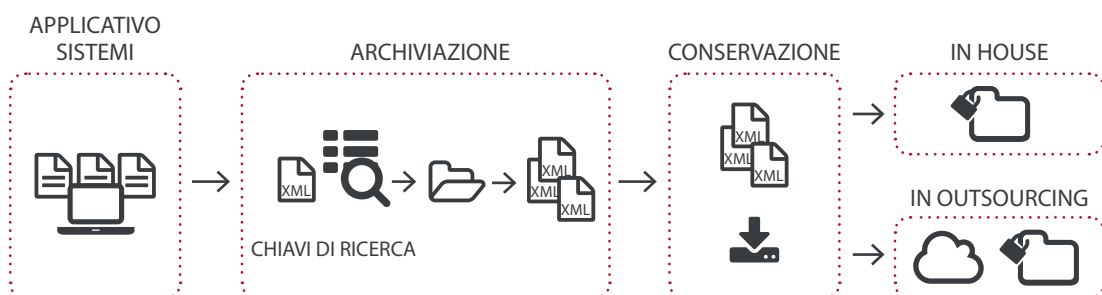 APPLICATIVO
SISTEMI
ARCHIVIAZIONE
CONSERVAZIONE
IN HOUSE
XML
XML
XML
XML
CHIAVI DI RICERCA
XML
XML
XML
IN OUTSOURCING